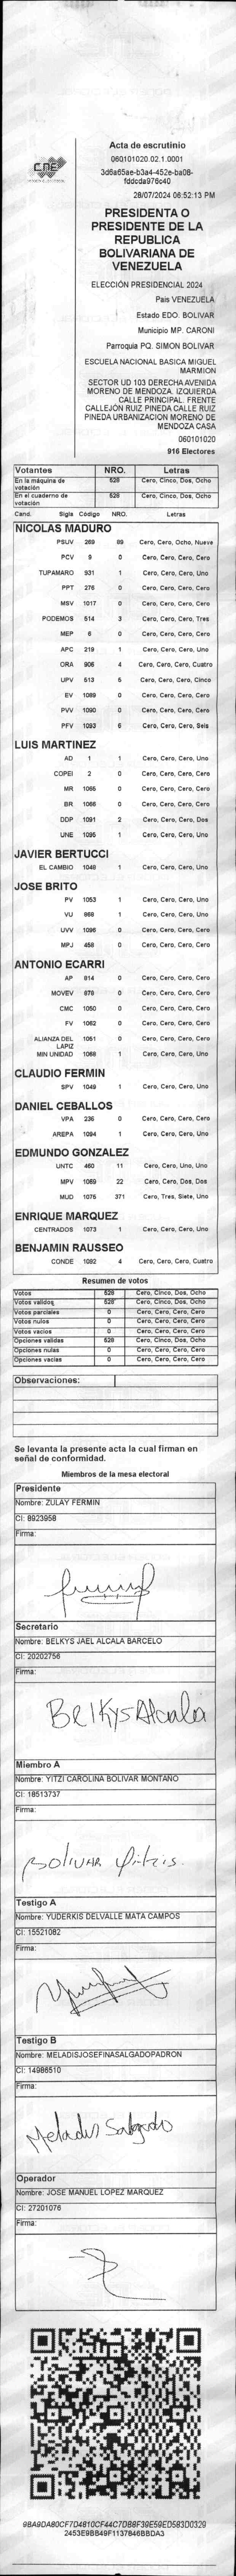 CNE
Acta de escrutinio
060101020.02.1.0001
3d6a65ae-b3a4-452e-ba08-
fddcda976c40
28/07/2024 06:52:13 PM
PRESIDENTA O
PRESIDENTE DE LA
REPUBLICA
BOLIVARIANA DE
VENEZUELA
ELECCIÓN PRESIDENCIAL 2024
Pais VENEZUELA
Estado EDO. BOLIVAR
Municipio MP. CARONI
Parroquia PQ. SIMON BOLIVAR
ESCUELA NACIONAL BASICA MIGUEL
MARMION
SECTOR UD 103 DERECHA AVENIDA
MORENO DE MENDOZA. IZQUIERDA
CALLE PRINCIPAL. FRENTE
CALLEJÓN RUIZ PINEDA CALLE RUIZ
PINEDA URBANIZACION MORENO DE
MENDOZA CASA
060101020
916 Electores
Votantes NRO. Letras
En la máquina de votación 528 Cero, Cinco, Dos, Ocho
En el cuaderno de votación 528 Cero, Cinco, Dos, Ocho
Cand. Sigla Código NRO. Letras
NICOLAS MADURO
PSUV 269 89 Cero, Cero, Ocho, Nueve
PCV 9 0 Cero, Cero, Cero, Cero
TUPAMARO 931 1 Cero, Cero, Cero, Uno
PPT 276 0 Cero, Cero, Cero, Cero
MSV 1017 0 Cero, Cero, Cero, Cero
PODEMOS 514 3 Cero, Cero, Cero, Tres
MEP 6 0 Cero, Cero, Cero, Cero
APC 219 1 Cero, Cero, Cero, Uno
ORA 906 4 Cero, Cero, Cero, Cuatro
UPV 513 5 Cero, Cero, Cero, Cinco
EV 1089 0 Cero, Cero, Cero, Cero
PVV 1090 0 Cero, Cero, Cero, Cero
PFV 1093 6 Cero, Cero, Cero, Seis
LUIS MARTINEZ
AD 1 1 Cero, Cero, Cero, Uno
COPEI 2 0 Cero, Cero, Cero, Cero
MR 1065 0 Cero, Cero, Cero, Cero
BR 1066 0 Cero, Cero, Cero, Cero
DDP 1091 2 Cero, Cero, Cero, Dos
UNE 1095 1 Cero, Cero, Cero, Uno
JAVIER BERTUCCI
EL CAMBIO 1048 1 Cero, Cero, Cero, Uno
JOSE BRITO
PV 1053 1 Cero, Cero, Cero, Uno
VU 868 1 Cero, Cero, Cero, Uno
UVV 1096 0 Cero, Cero, Cero, Cero
MPJ 458 0 Cero, Cero, Cero, Cero
ANTONIO ECARRI
AP 814 0 Cero, Cero, Cero, Cero
MOVEV 878 0 Cero, Cero, Cero, Cero
CMC 1050 0 Cero, Cero, Cero, Cero
FV 1062 0 Cero, Cero, Cero, Cero
ALIANZA DEL LAPIZ 1051 0 Cero, Cero, Cero, Cero
MIN UNIDAD 1068 1 Cero, Cero, Cero, Uno
CLAUDIO FERMIN
SPV 1049 1 Cero, Cero, Cero, Uno
DANIEL CEBALLOS
VPA 236 0 Cero, Cero, Cero, Cero
AREPA 1094 1 Cero, Cero, Cero, Uno
EDMUNDO GONZALEZ
UNTC 460 11 Cero, Cero, Uno, Uno
MPV 1069 22 Cero, Cero, Dos, Dos
MUD 1075 371 Cero, Tres, Siete, Uno
ENRIQUE MARQUEZ
CENTRADOS 1073 1 Cero, Cero, Cero, Uno
BENJAMIN RAUSSEO
CONDE 1092 4 Cero, Cero, Cero, Cuatro
Resumen de votos
Votos 528 Cero, Cinco, Dos, Ocho
Votos validos 528 Cero, Cinco, Dos, Ocho
Votos parciales 0 Cero, Cero, Cero, Cero
Votos nulos 0 Cero, Cero, Cero, Cero
Votos vacios 0 Cero, Cero, Cero, Cero
Opciones validas 528 Cero, Cinco, Dos, Ocho
Opciones nulas 0 Cero, Cero, Cero, Cero
Opciones vacias 0 Cero, Cero, Cero, Cero
Observaciones:
Se levanta la presente acta la cual firman en
señal de conformidad.
Miembros de la mesa electoral
Presidente
Nombre: ZULAY FERMIN
CI: 8923958
Firma:
Secretario
Nombre: BELKYS JAEL ALCALA BARCELO
CI: 20202756
Firma:
BelKys Alcala
Miembro A
Nombre: YITZI CAROLINA BOLIVAR MONTAÑO
CI: 18513737
Firma:
BOLIVAR Yitzis.
Testigo A
Nombre: YUDERKIS DELVALLE MATA CAMPOS
CI: 15521082
Firma:
Testigo B
Nombre: MELADISJOSEFINASALGADOPADRON
CI: 14986510
Firma:
Meladis Salgado
Operador
Nombre: JOSE MANUEL LOPEZ MARQUEZ
CI: 27201076
Firma:
9BA9DA80CF7D4810CF44C7DB8F39E59ED583D0329
2453E9BB49F1137846BBDA3